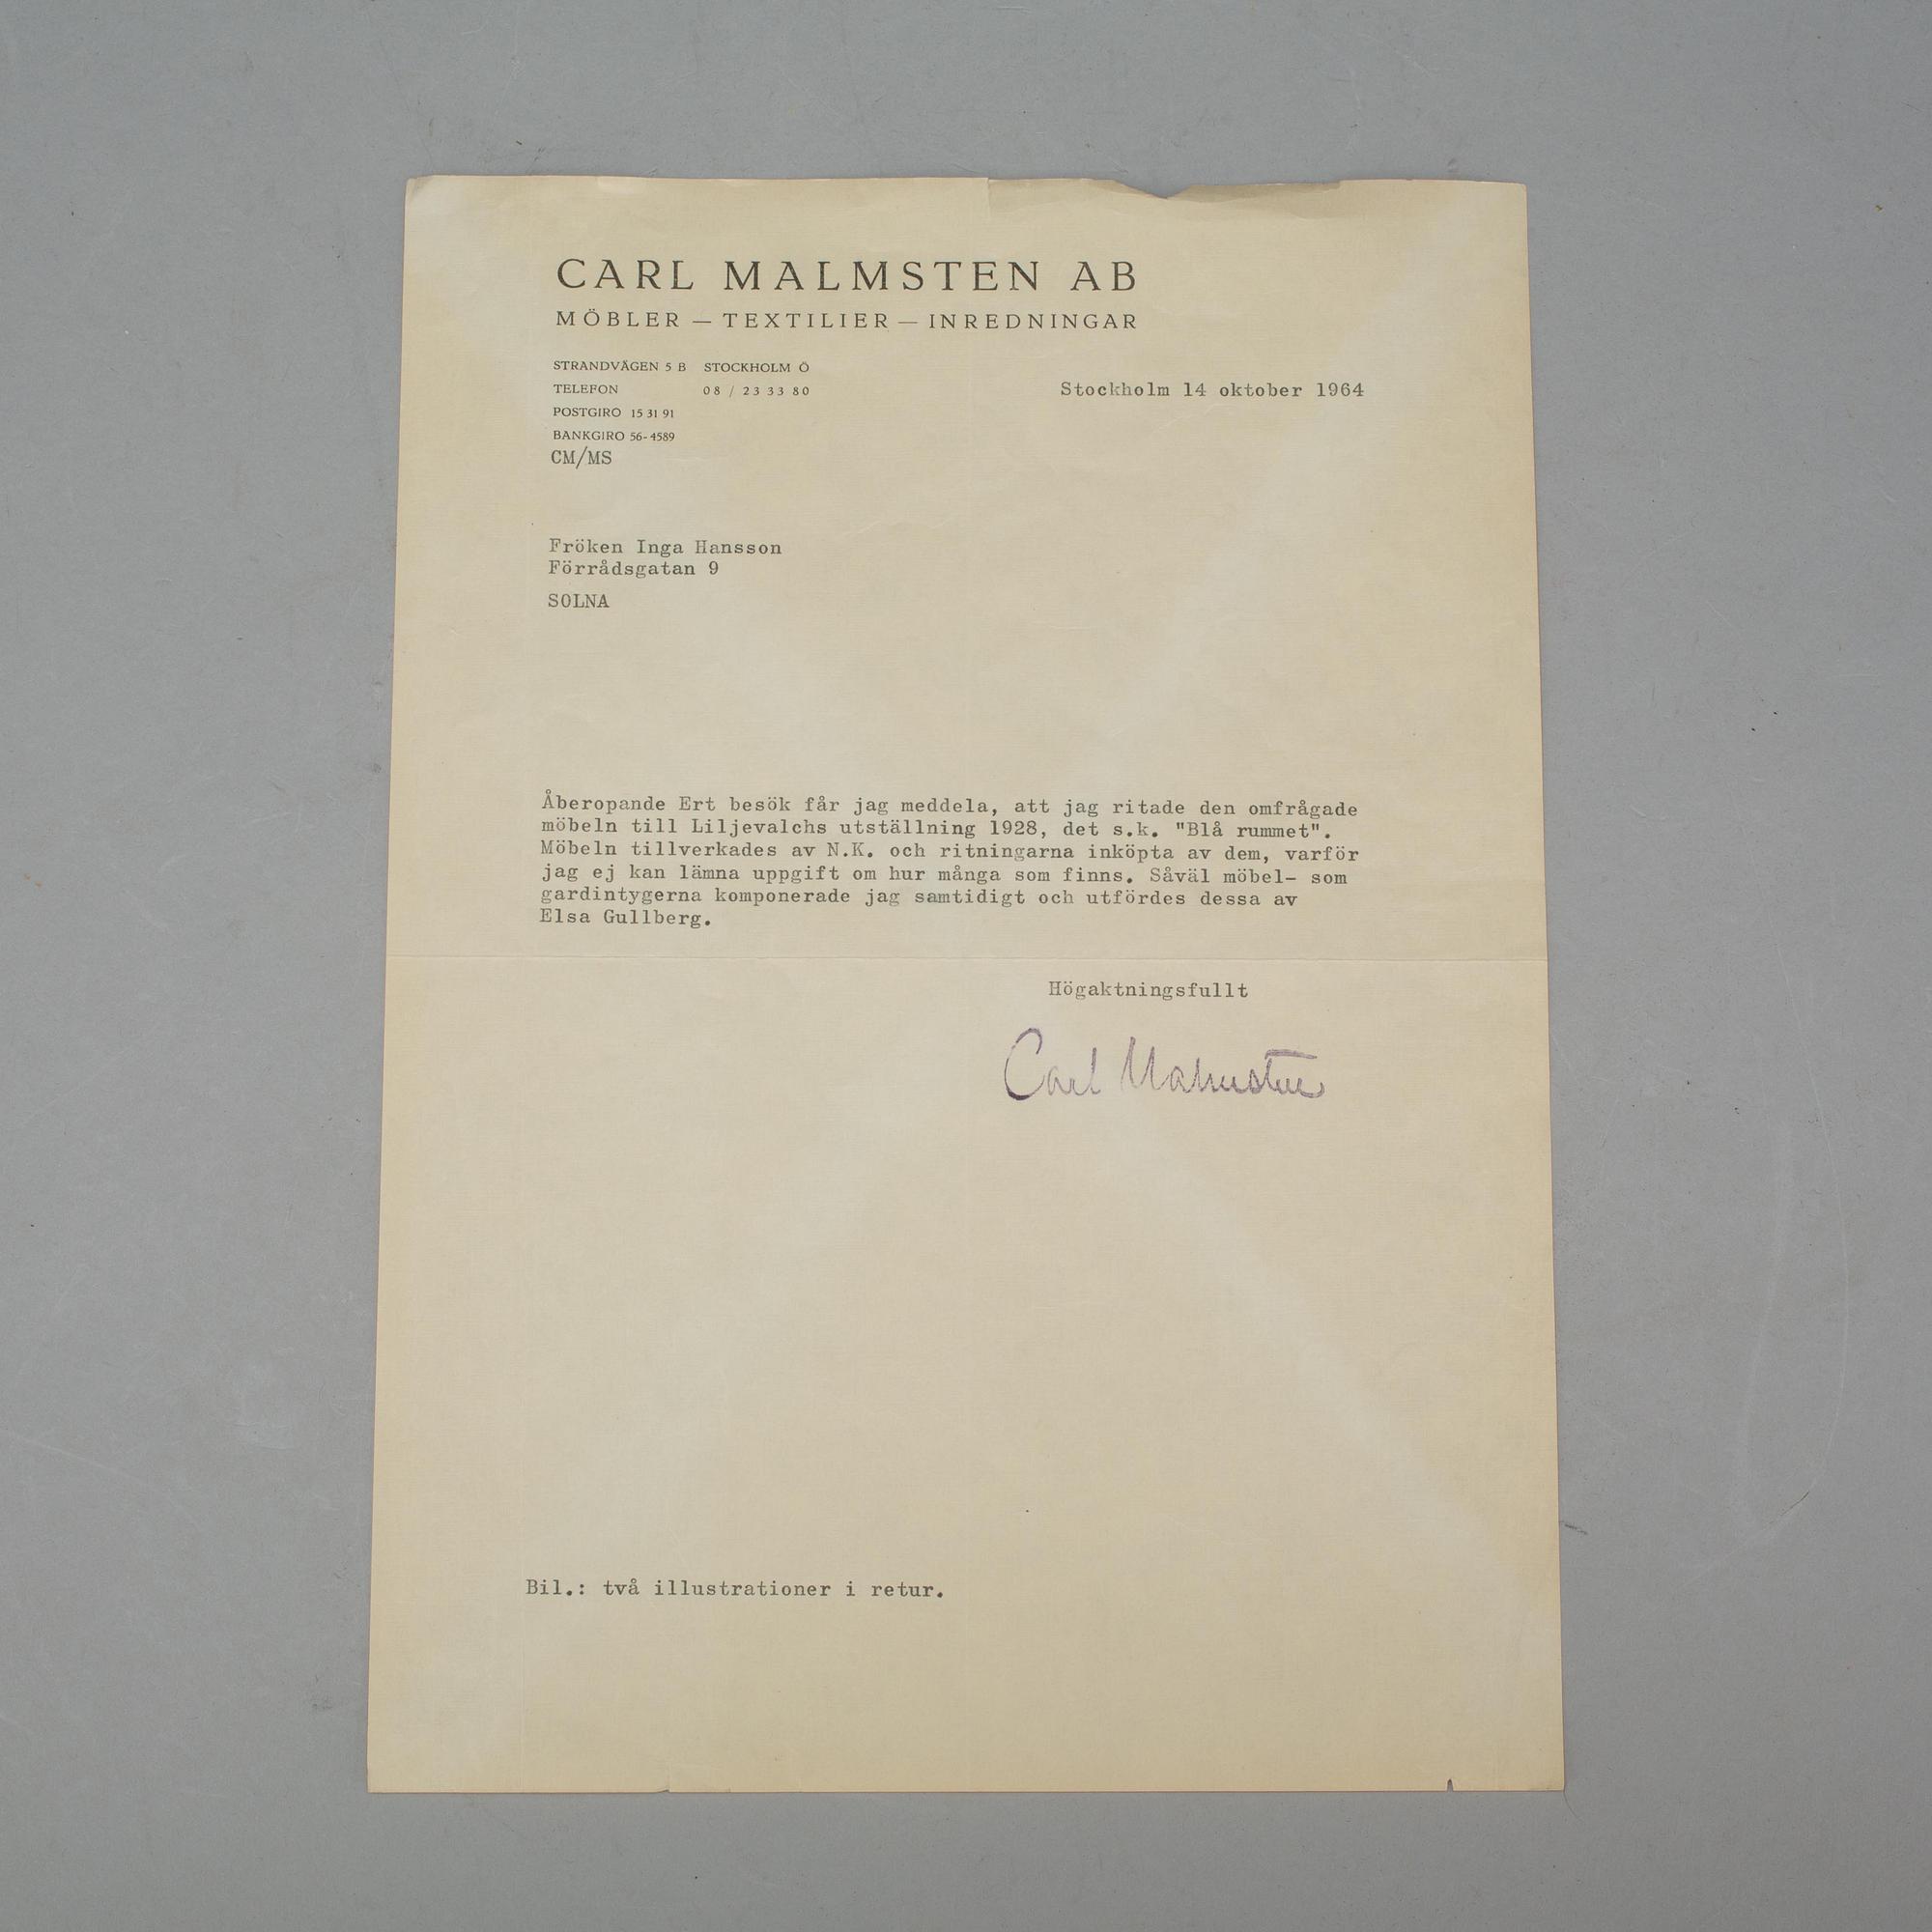 CARL MALMSTEN AB
MÖBLER — TEXTILIER — INREDNINGAR
STRANDVÄGEN 5 B STOCKHOLM Ö
TELEFON 08 / 23 33 80
POSTGIRO 15 31 91
BANKGIRO 56-4589
CM/MS
Stockholm 14 oktober 1964
Fröken Inga Hansson
Förrådsgatan 9
SOLNA
Åberopande Ert besök får jag meddela, att jag ritade den omfrågade
möbeln till Liljevalchs utställning 1928, det s.k. "Blå rummet".
Möbeln tillverkades av N.K. och ritningarna inköpta av dem, varför
jag ej kan lämna uppgift om hur många som finns. Såväl möbel- som
gardintygerna komponerade jag samtidigt och utfördes dessa av
Elsa Gullberg.
Högaktningsfullt
Carl Malmsten
Bil.: två illustrationer i retur.